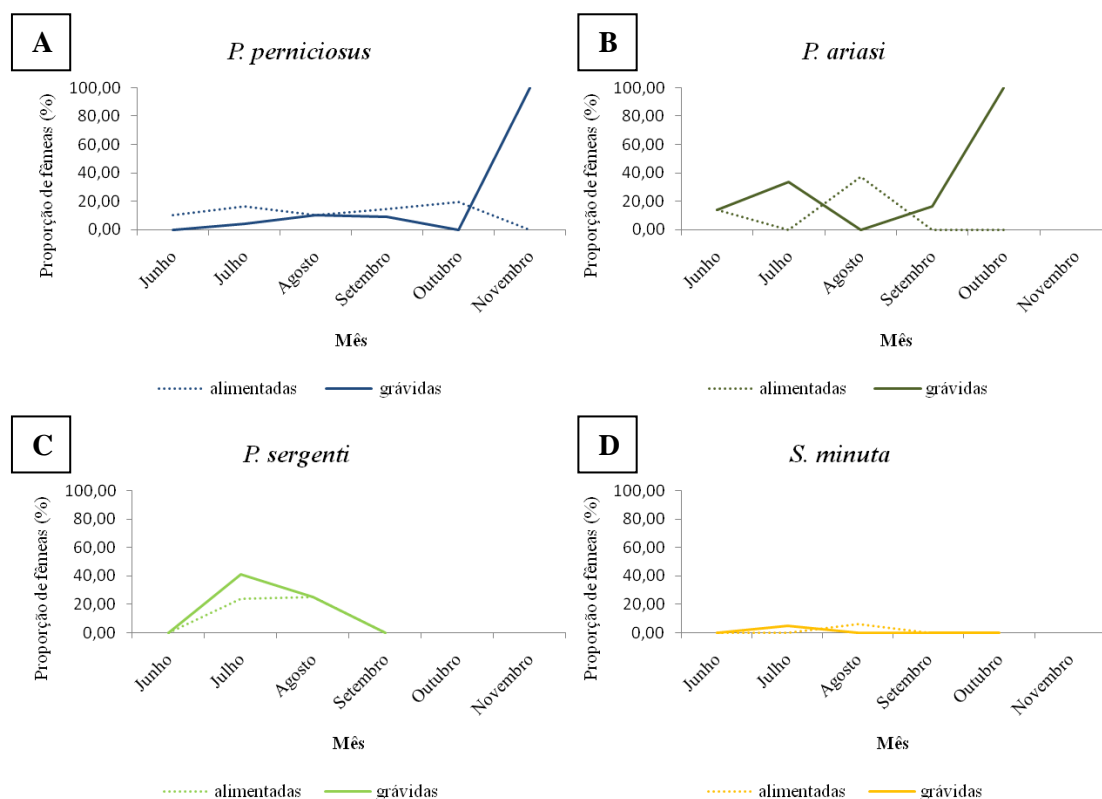 A
P. perniciosus
Proporção de fêmeas (%)
100,00
80,00
60,00
40,00
20,00
0,00
Junho
Julho
Agosto
Setembro
Outubro
Novembro
Mês
alimentadas
grávidas
B
P. ariasi
Proporção de fêmeas (%)
100,00
80,00
60,00
40,00
20,00
0,00
Junho
Julho
Agosto
Setembro
Outubro
Novembro
Mês
alimentadas
grávidas
C
P. sergenti
Proporção de fêmeas (%)
100,00
80,00
60,00
40,00
20,00
0,00
Junho
Julho
Agosto
Setembro
Outubro
Novembro
Mês
alimentadas
grávidas
D
S. minuta
Proporção de fêmeas (%)
100,00
80,00
60,00
40,00
20,00
0,00
Junho
Julho
Agosto
Setembro
Outubro
Novembro
Mês
alimentadas
grávidas